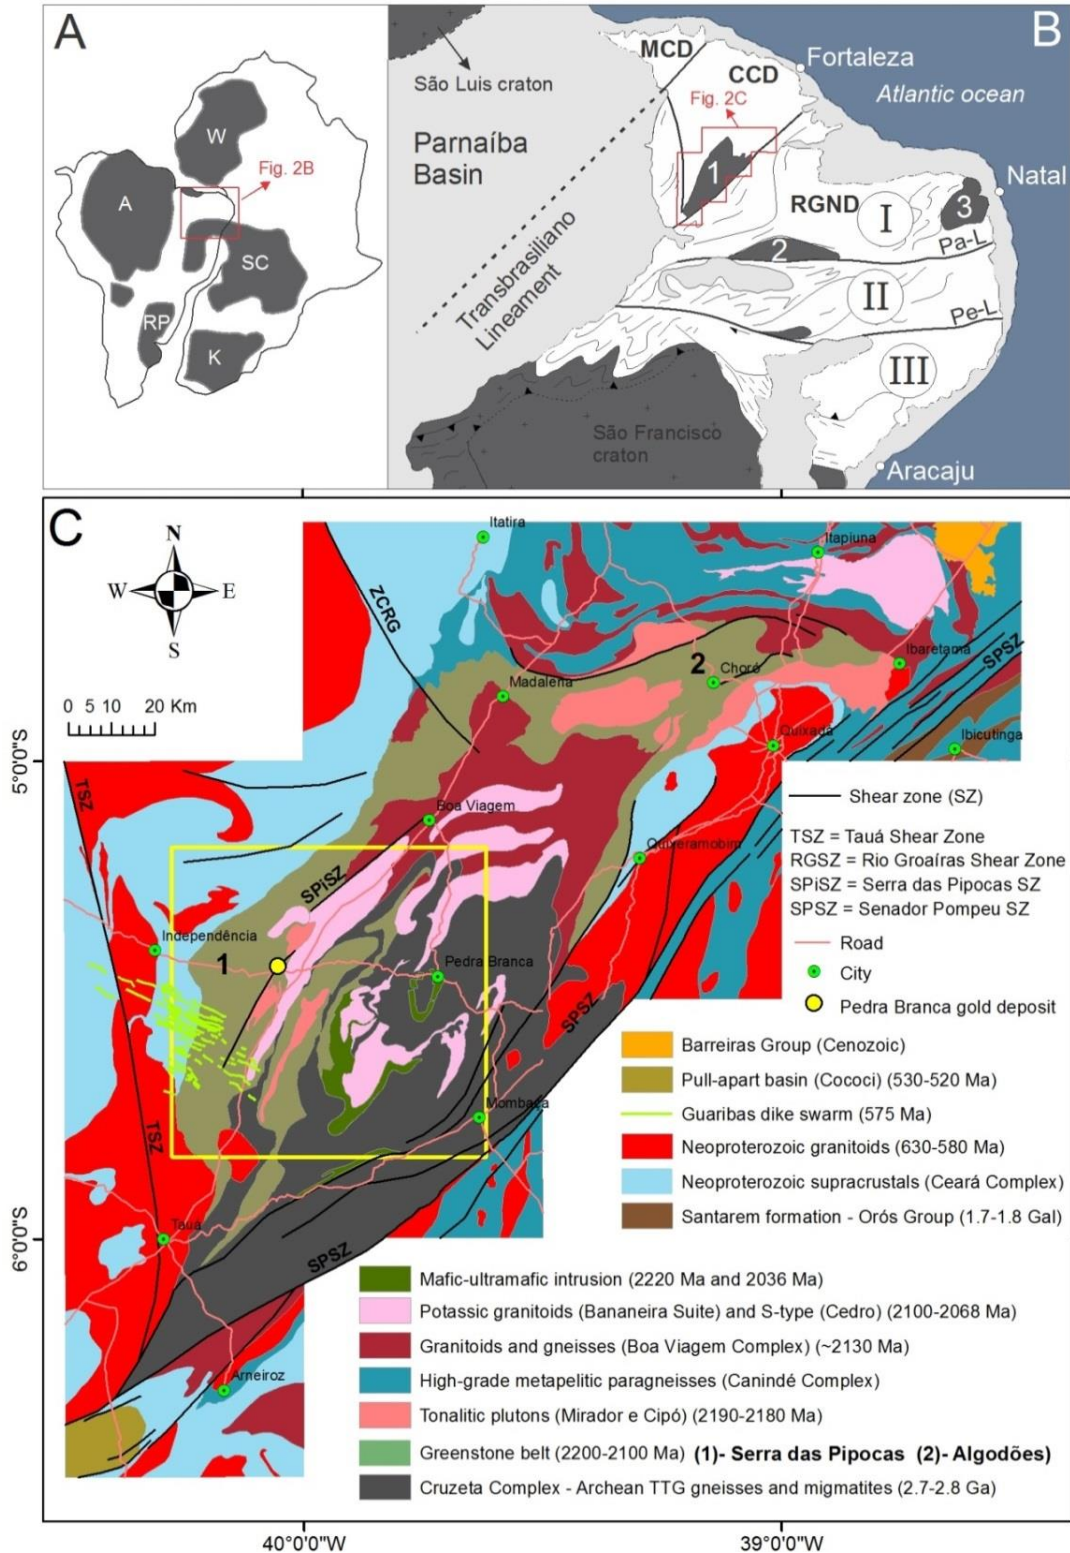 A
W
Fig. 2B
A
SC
RP
K
B
MCD
CCD
Fortaleza
São Luis craton
Fig. 2C
Atlantic ocean
Parnaíba
Basin
1
Natal
RGND
I
3
2
Pa-L
Transbrasiliano
Lineament
II
Pe-L
III
São Francisco
craton
Aracaju
C
N
W
E
S
0 5 10 20 Km
Itatira
Itapiuna
ZCRG
2
Ibaretama
SPSZ
Choró
Madalena
Quixadá
Ibicutinga
5°0'0"S
TSZ
Boa Viagem
Quixeramobim
SPiSZ
Independência
1
Pedra Branca
SPSZ
Mombaça
TSZ
Tauá
6°0'0"S
SPSZ
Arneiroz
Shear zone (SZ)
TSZ = Tauá Shear Zone
RGSZ = Rio Groaíras Shear Zone
SPiSZ = Serra das Pipocas SZ
SPSZ = Senador Pompeu SZ
Road
City
Pedra Branca gold deposit
Barreiras Group (Cenozoic)
Pull-apart basin (Cococi) (530-520 Ma)
Guaribas dike swarm (575 Ma)
Neoproterozoic granitoids (630-580 Ma)
Neoproterozoic supracrustals (Ceará Complex)
Santarem formation - Orós Group (1.7-1.8 Gal)
Mafic-ultramafic intrusion (2220 Ma and 2036 Ma)
Potassic granitoids (Bananeira Suite) and S-type (Cedro) (2100-2068 Ma)
Granitoids and gneisses (Boa Viagem Complex) (~2130 Ma)
High-grade metapelitic paragneisses (Canindé Complex)
Tonalitic plutons (Mirador e Cipó) (2190-2180 Ma)
Greenstone belt (2200-2100 Ma) (1)- Serra das Pipocas (2)- Algodões)
Cruzeta Complex - Archean TTG gneisses and migmatites (2.7-2.8 Ga)
40°0'0"W
39°0'0"W